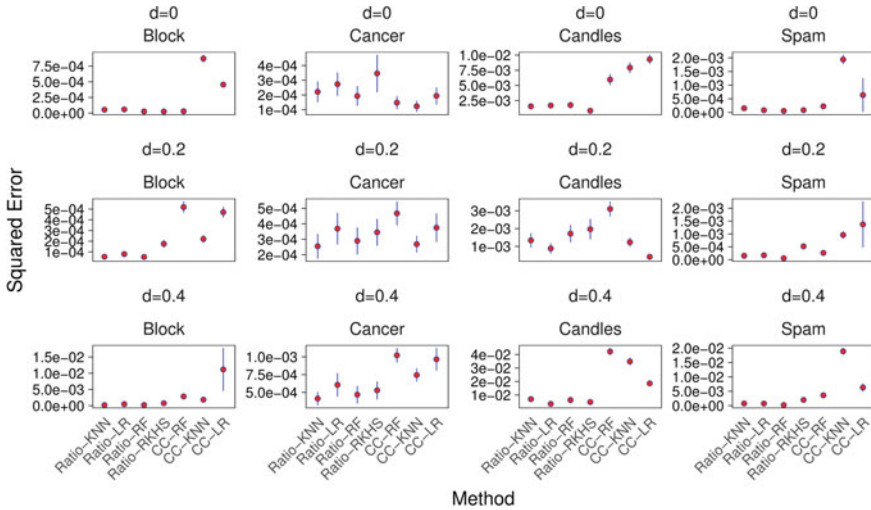 d=0 d=0 d=0 d=0
Block Cancer Candles Spam
7.5e-04
5.0e-04
2.5e-04
0.0e+00
4e-04
3e-04
2e-04
1e-04
1.0e-02
7.5e-03
5.0e-03
2.5e-03
2.0e-03
1.5e-03
1.0e-03
5.0e-04
0.0e+00
d=0.2 d=0.2 d=0.2 d=0.2
Block Cancer Candles Spam
5e-04
4e-04
3e-04
2e-04
1e-04
5e-04
4e-04
3e-04
2e-04
3e-03
2e-03
1e-03
2.0e-03
1.5e-03
1.0e-03
5.0e-04
0.0e+00
d=0.4 d=0.4 d=0.4 d=0.4
Block Cancer Candles Spam
1.5e-02
1.0e-02
5.0e-03
0.0e+00
1.0e-03
5.0e-04
4e-02
3e-02
2e-02
1e-02
2.0e-02
1.5e-02
1.0e-02
5.0e-03
0.0e+00
Ratio-KNN
Ratio-LR
Ratio-RF
Ratio-RKHS
CC-RF
CC-KNN
CC-LR
Ratio-KNN
Ratio-LR
Ratio-RF
Ratio-RKHS
CC-RF
CC-KNN
CC-LR
Ratio-KNN
Ratio-LR
Ratio-RF
Ratio-RKHS
CC-RF
CC-KNN
CC-LR
Ratio-KNN
Ratio-LR
Ratio-RF
Ratio-RKHS
CC-RF
CC-KNN
CC-LR
Squared Error
Method